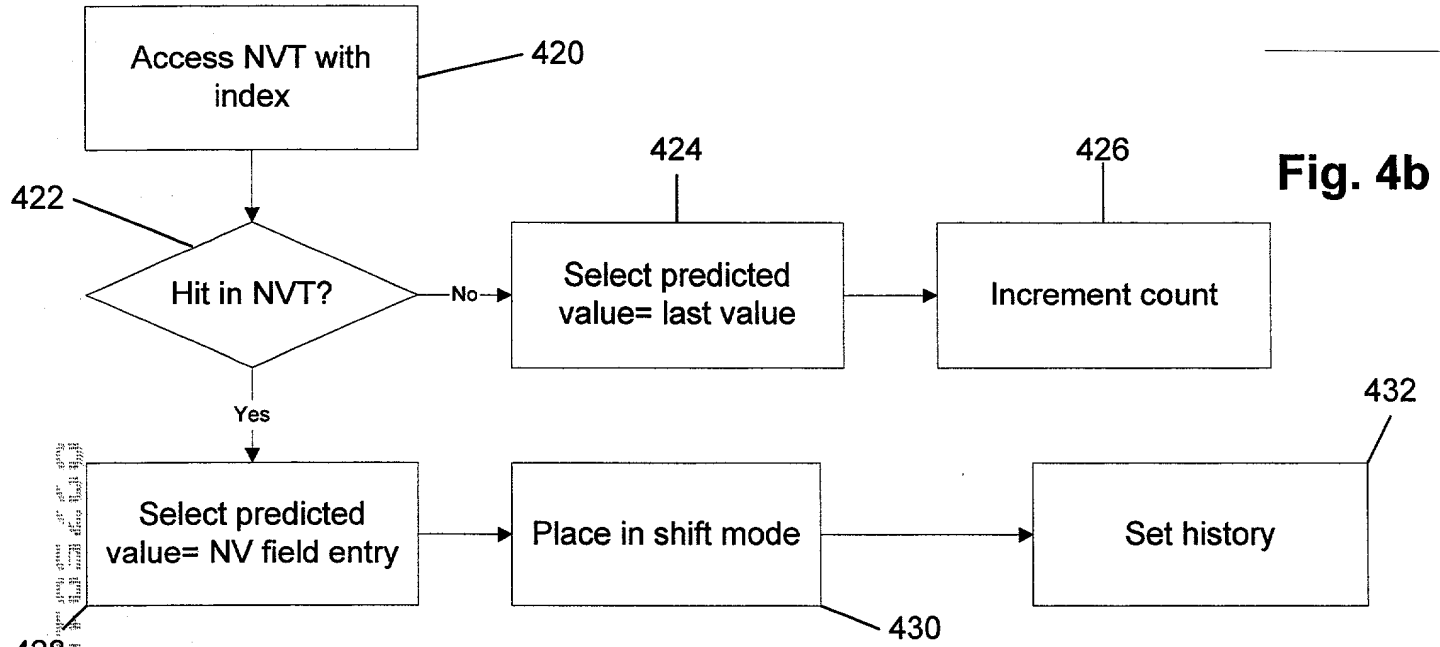 Access NVT with
index
420
424
426
Fig. 4b
422
Hit in NVT?
No
Select predicted
value= last value
Increment count
Yes
432
Select predicted
value= NV field entry
Place in shift mode
Set history
430